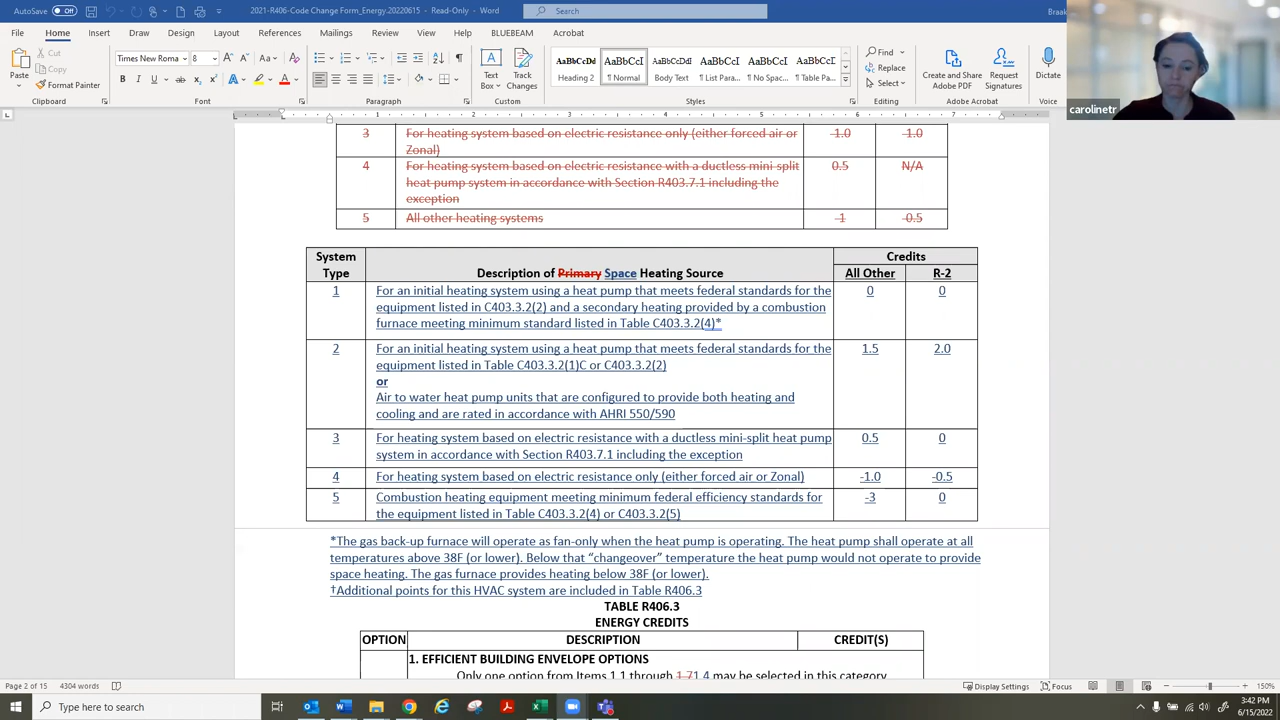 AutoSave Off 2021-R406-Code Change Form_Energy.20220615 - Read-Only - Word Search Braak
File Home Insert Draw Design Layout References Mailings Review View Help BLUEBEAM Acrobat
Paste Cut Copy Format Painter Times New Roma 8 Text Box Track Changes Find Replace Select Create and Share Adobe PDF Request Signatures Dictate
AaBbCcDd Heading 2 AaBbCcI ¶ Normal AaBbCcDd Body Text AaBbCcI ¶ List Para... AaBbCcI ¶ No Spac... AaBbCcI ¶ Table Pa...
Clipboard Font Paragraph Custom Styles Editing Adobe Acrobat Voice
carolinetr
3 For heating system based on electric resistance only (either forced air or -1.0 -1.0
Zonal)
4 For heating system based on electric resistance with a ductless mini-split 0.5 N/A
heat pump system in accordance with Section R403.7.1 including the
exception
5 All other heating systems -1 -0.5
System Type Description of Primary Space Heating Source Credits
All Other R-2
1 For an initial heating system using a heat pump that meets federal standards for the 0 0
equipment listed in C403.3.2(2) and a secondary heating provided by a combustion
furnace meeting minimum standard listed in Table C403.3.2(4)*
2 For an initial heating system using a heat pump that meets federal standards for the 1.5 2.0
equipment listed in Table C403.3.2(1)C or C403.3.2(2)
or
Air to water heat pump units that are configured to provide both heating and
cooling and are rated in accordance with AHRI 550/590
3 For heating system based on electric resistance with a ductless mini-split heat pump 0.5 0
system in accordance with Section R403.7.1 including the exception
4 For heating system based on electric resistance only (either forced air or Zonal) -1.0 -0.5
5 Combustion heating equipment meeting minimum federal efficiency standards for -3 0
the equipment listed in Table C403.3.2(4) or C403.3.2(5)
*The gas back-up furnace will operate as fan-only when the heat pump is operating. The heat pump shall operate at all
temperatures above 38F (or lower). Below that “changeover” temperature the heat pump would not operate to provide
space heating. The gas furnace provides heating below 38F (or lower).
†Additional points for this HVAC system are included in Table R406.3
TABLE R406.3
ENERGY CREDITS
OPTION DESCRIPTION CREDIT(S)
1. EFFICIENT BUILDING ENVELOPE OPTIONS
Only one option from Items 1.1 through 1.71.4 may be selected in this category
Page 2 of 15 4304 words Display Settings Focus 150%
Type here to search 3:42 PM
6/15/2022